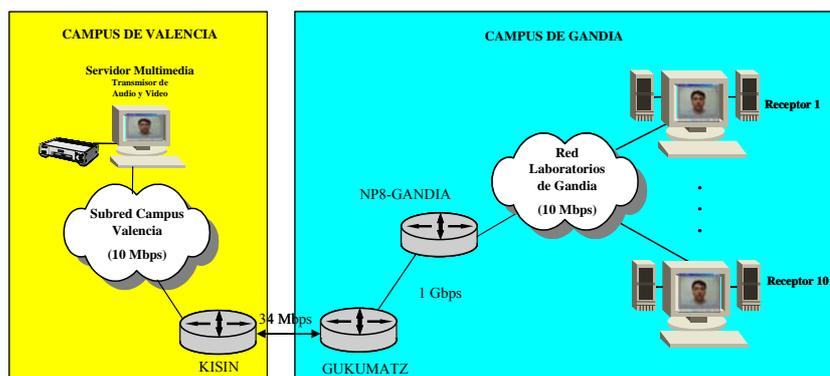 CAMPUS DE VALENCIA
Servidor Multimedia
Transmisor de
Audio y Video
Subred Campus
Valencia
(10 Mbps)
KISIN
34 Mbps
CAMPUS DE GANDIA
GUKUMATZ
1 Gbps
NP8-GANDIA
Red
Laboratorios
de Gandia
(10 Mbps)
Receptor 1
Receptor 10